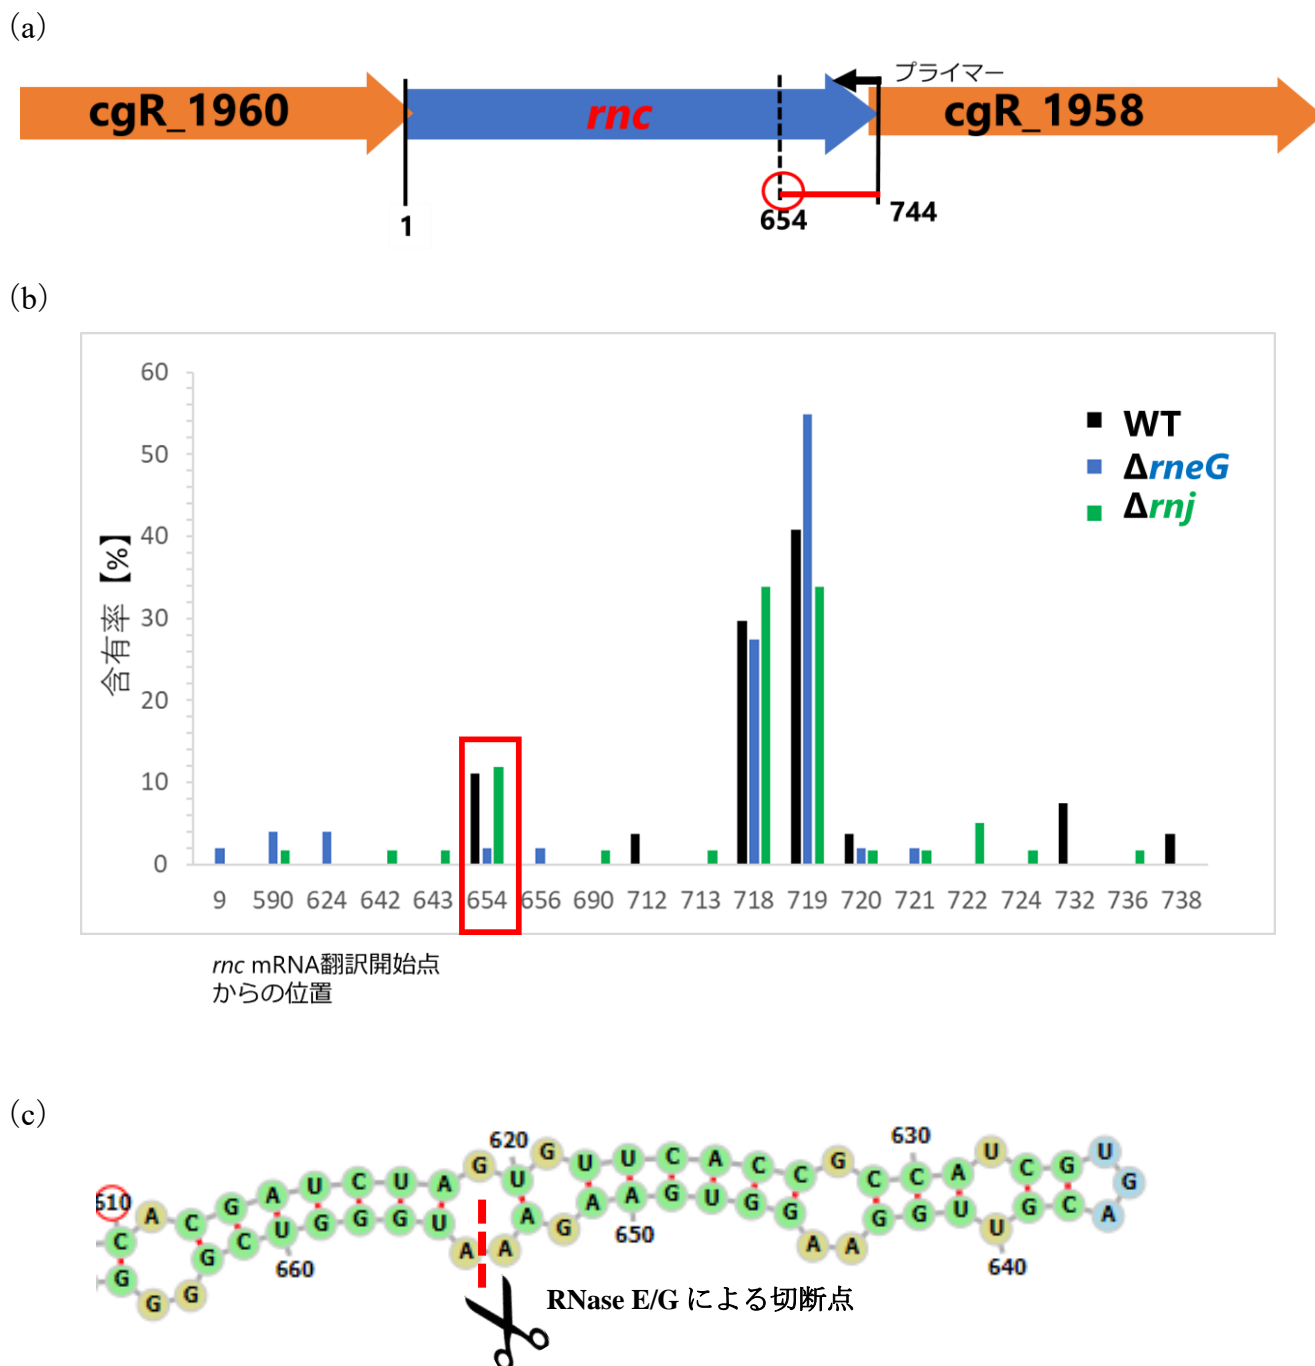 (a)
プライマー
cgR_1960 rnc cgR_1958
1 654 744
(b)
60
50
40
30
20
10
0
含有率【%】
WT
ΔrneG
Δrnj
9 590 624 642 643 654 656 690 712 713 718 719 720 721 722 724 732 736 738
rnc mRNA翻訳開始点
からの位置
(c)
610 620 630
C A C G A U C U A G U G U U C A C C G C C A U C G U
G
G G G G C U G G G U A A A G A A G U G G A A G G U U G C A
660 650 640
RNase E/G による切断点